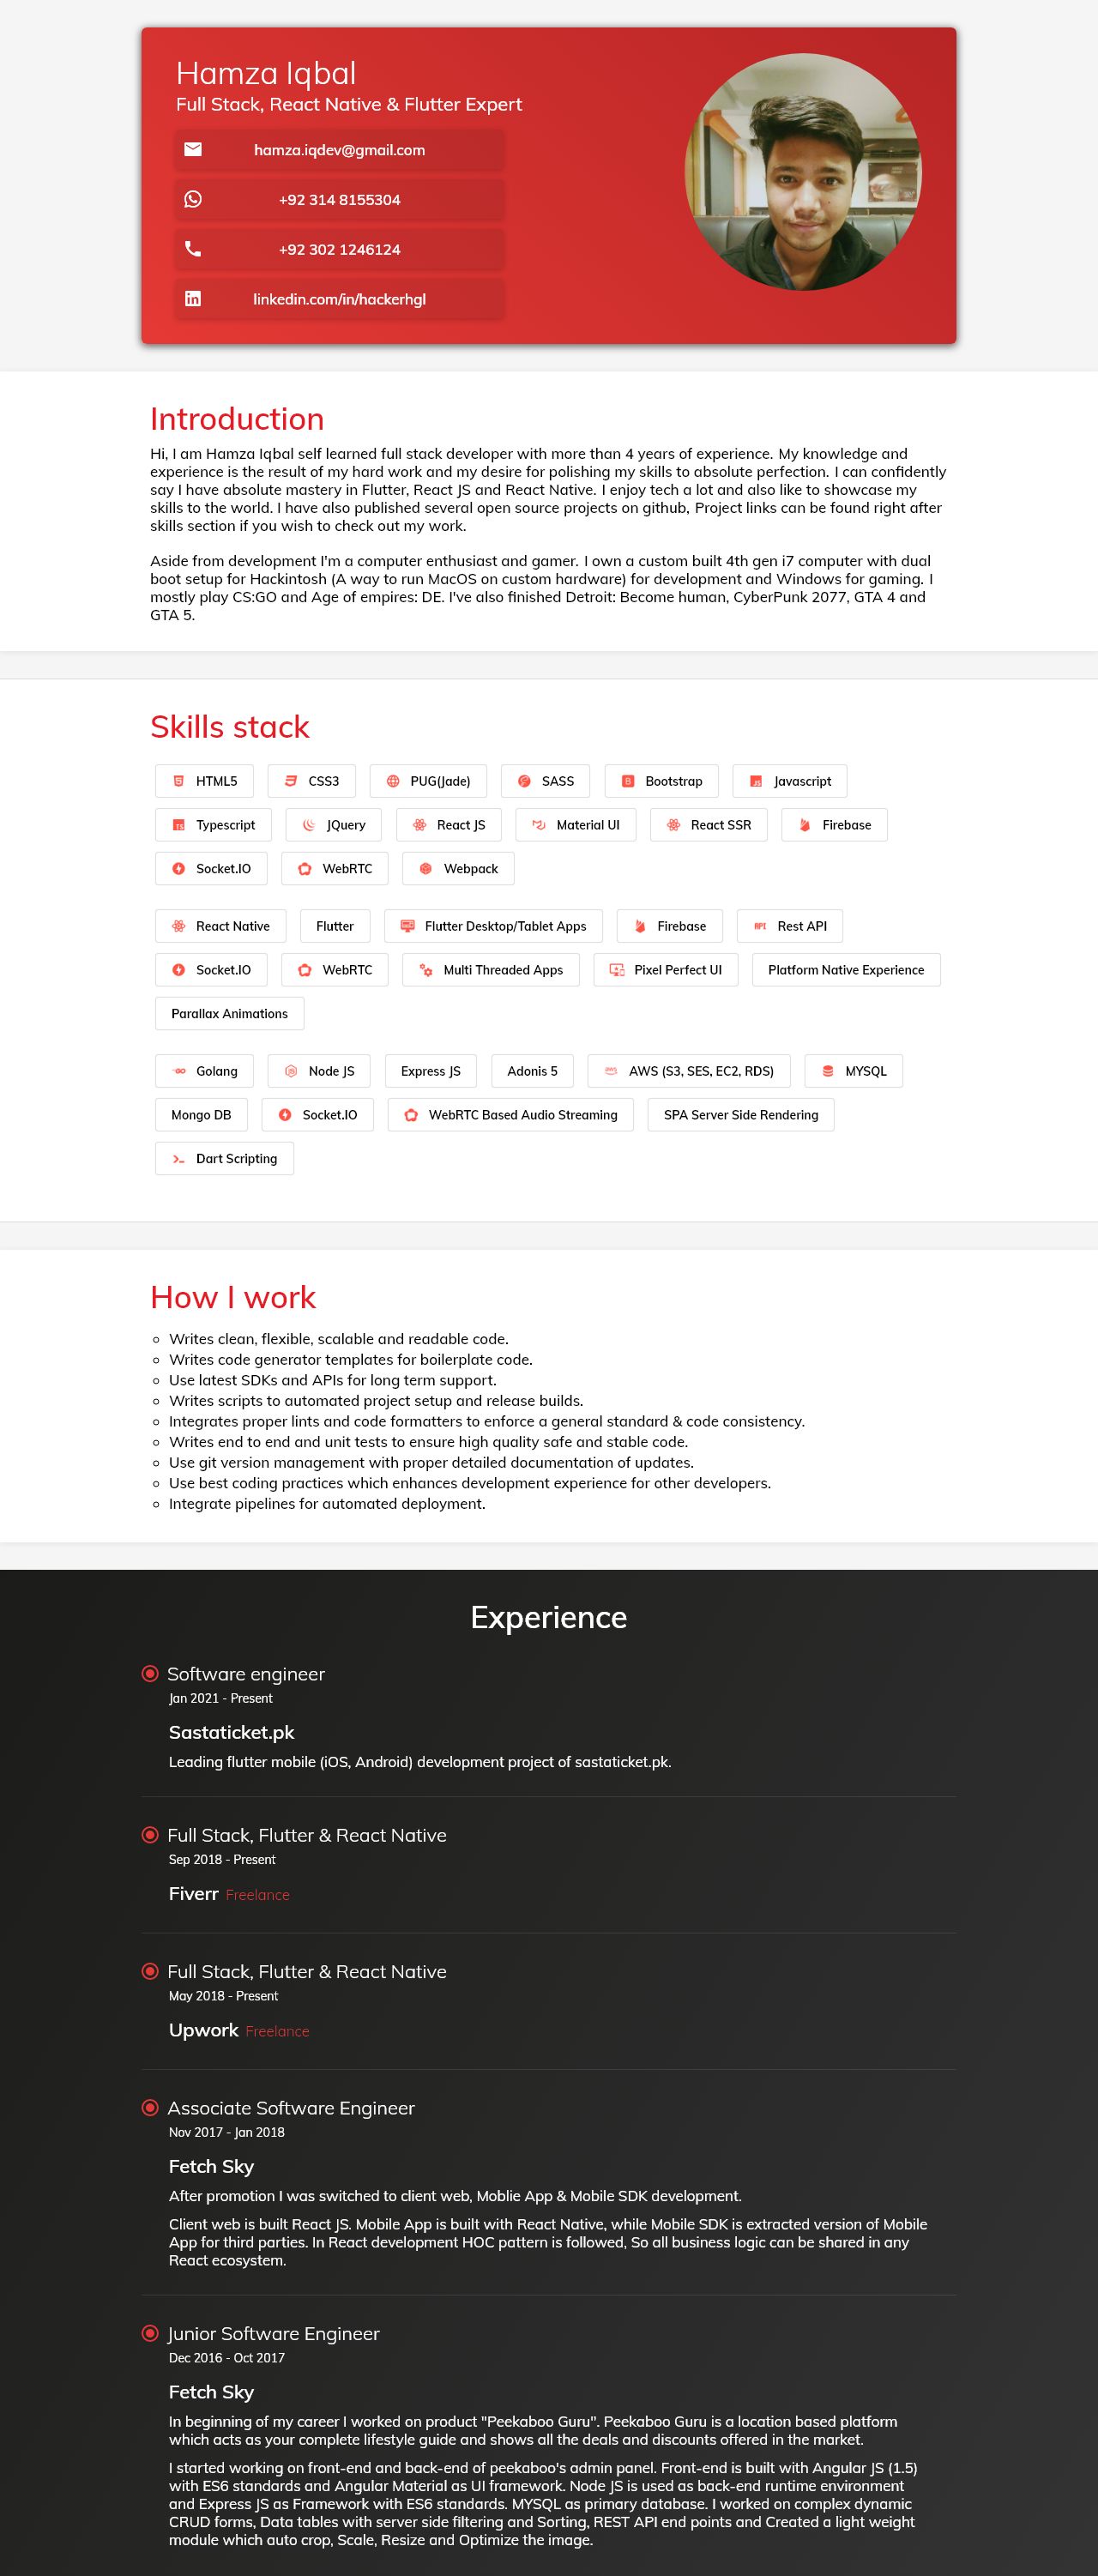 Hamza Iqbal
Full Stack, React Native & Flutter Expert
hamza.iqdev@gmail.com
+92 314 8155304
+92 302 1246124
linkedin.com/in/hackerhgl
Introduction
Hi, I am Hamza Iqbal self learned full stack developer with more than 4 years of experience. My knowledge and
experience is the result of my hard work and my desire for polishing my skills to absolute perfection. I can confidently
say I have absolute mastery in Flutter, React JS and React Native. I enjoy tech a lot and also like to showcase my
skills to the world. I have also published several open source projects on github, Project links can be found right after
skills section if you wish to check out my work.
Aside from development I'm a computer enthusiast and gamer. I own a custom built 4th gen i7 computer with dual
boot setup for Hackintosh (A way to run MacOS on custom hardware) for development and Windows for gaming. I
mostly play CS:GO and Age of empires: DE. I've also finished Detroit: Become human, CyberPunk 2077, GTA 4 and
GTA 5.
Skills stack
HTML5 CSS3 PUG(Jade) SASS Bootstrap Javascript
Typescript JQuery React JS Material UI React SSR Firebase
Socket.IO WebRTC Webpack
React Native Flutter Flutter Desktop/Tablet Apps Firebase Rest API
Socket.IO WebRTC Multi Threaded Apps Pixel Perfect UI Platform Native Experience
Parallax Animations
Golang Node JS Express JS Adonis 5 AWS (S3, SES, EC2, RDS) MYSQL
Mongo DB Socket.IO WebRTC Based Audio Streaming SPA Server Side Rendering
Dart Scripting
How I work
Writes clean, flexible, scalable and readable code.
Writes code generator templates for boilerplate code.
Use latest SDKs and APIs for long term support.
Writes scripts to automated project setup and release builds.
Integrates proper lints and code formatters to enforce a general standard & code consistency.
Writes end to end and unit tests to ensure high quality safe and stable code.
Use git version management with proper detailed documentation of updates.
Use best coding practices which enhances development experience for other developers.
Integrate pipelines for automated deployment.
Experience
Software engineer
Jan 2021 - Present
Sastaticket.pk
Leading flutter mobile (iOS, Android) development project of sastaticket.pk.
Full Stack, Flutter & React Native
Sep 2018 - Present
Fiverr Freelance
Full Stack, Flutter & React Native
May 2018 - Present
Upwork Freelance
Associate Software Engineer
Nov 2017 - Jan 2018
Fetch Sky
After promotion I was switched to client web, Moblie App & Mobile SDK development.
Client web is built React JS. Mobile App is built with React Native, while Mobile SDK is extracted version of Mobile
App for third parties. In React development HOC pattern is followed, So all business logic can be shared in any
React ecosystem.
Junior Software Engineer
Dec 2016 - Oct 2017
Fetch Sky
In beginning of my career I worked on product "Peekaboo Guru". Peekaboo Guru is a location based platform
which acts as your complete lifestyle guide and shows all the deals and discounts offered in the market.
I started working on front-end and back-end of peekaboo's admin panel. Front-end is built with Angular JS (1.5)
with ES6 standards and Angular Material as UI framework. Node JS is used as back-end runtime environment
and Express JS as Framework with ES6 standards. MYSQL as primary database. I worked on complex dynamic
CRUD forms, Data tables with server side filtering and Sorting, REST API end points and Created a light weight
module which auto crop, Scale, Resize and Optimize the image.